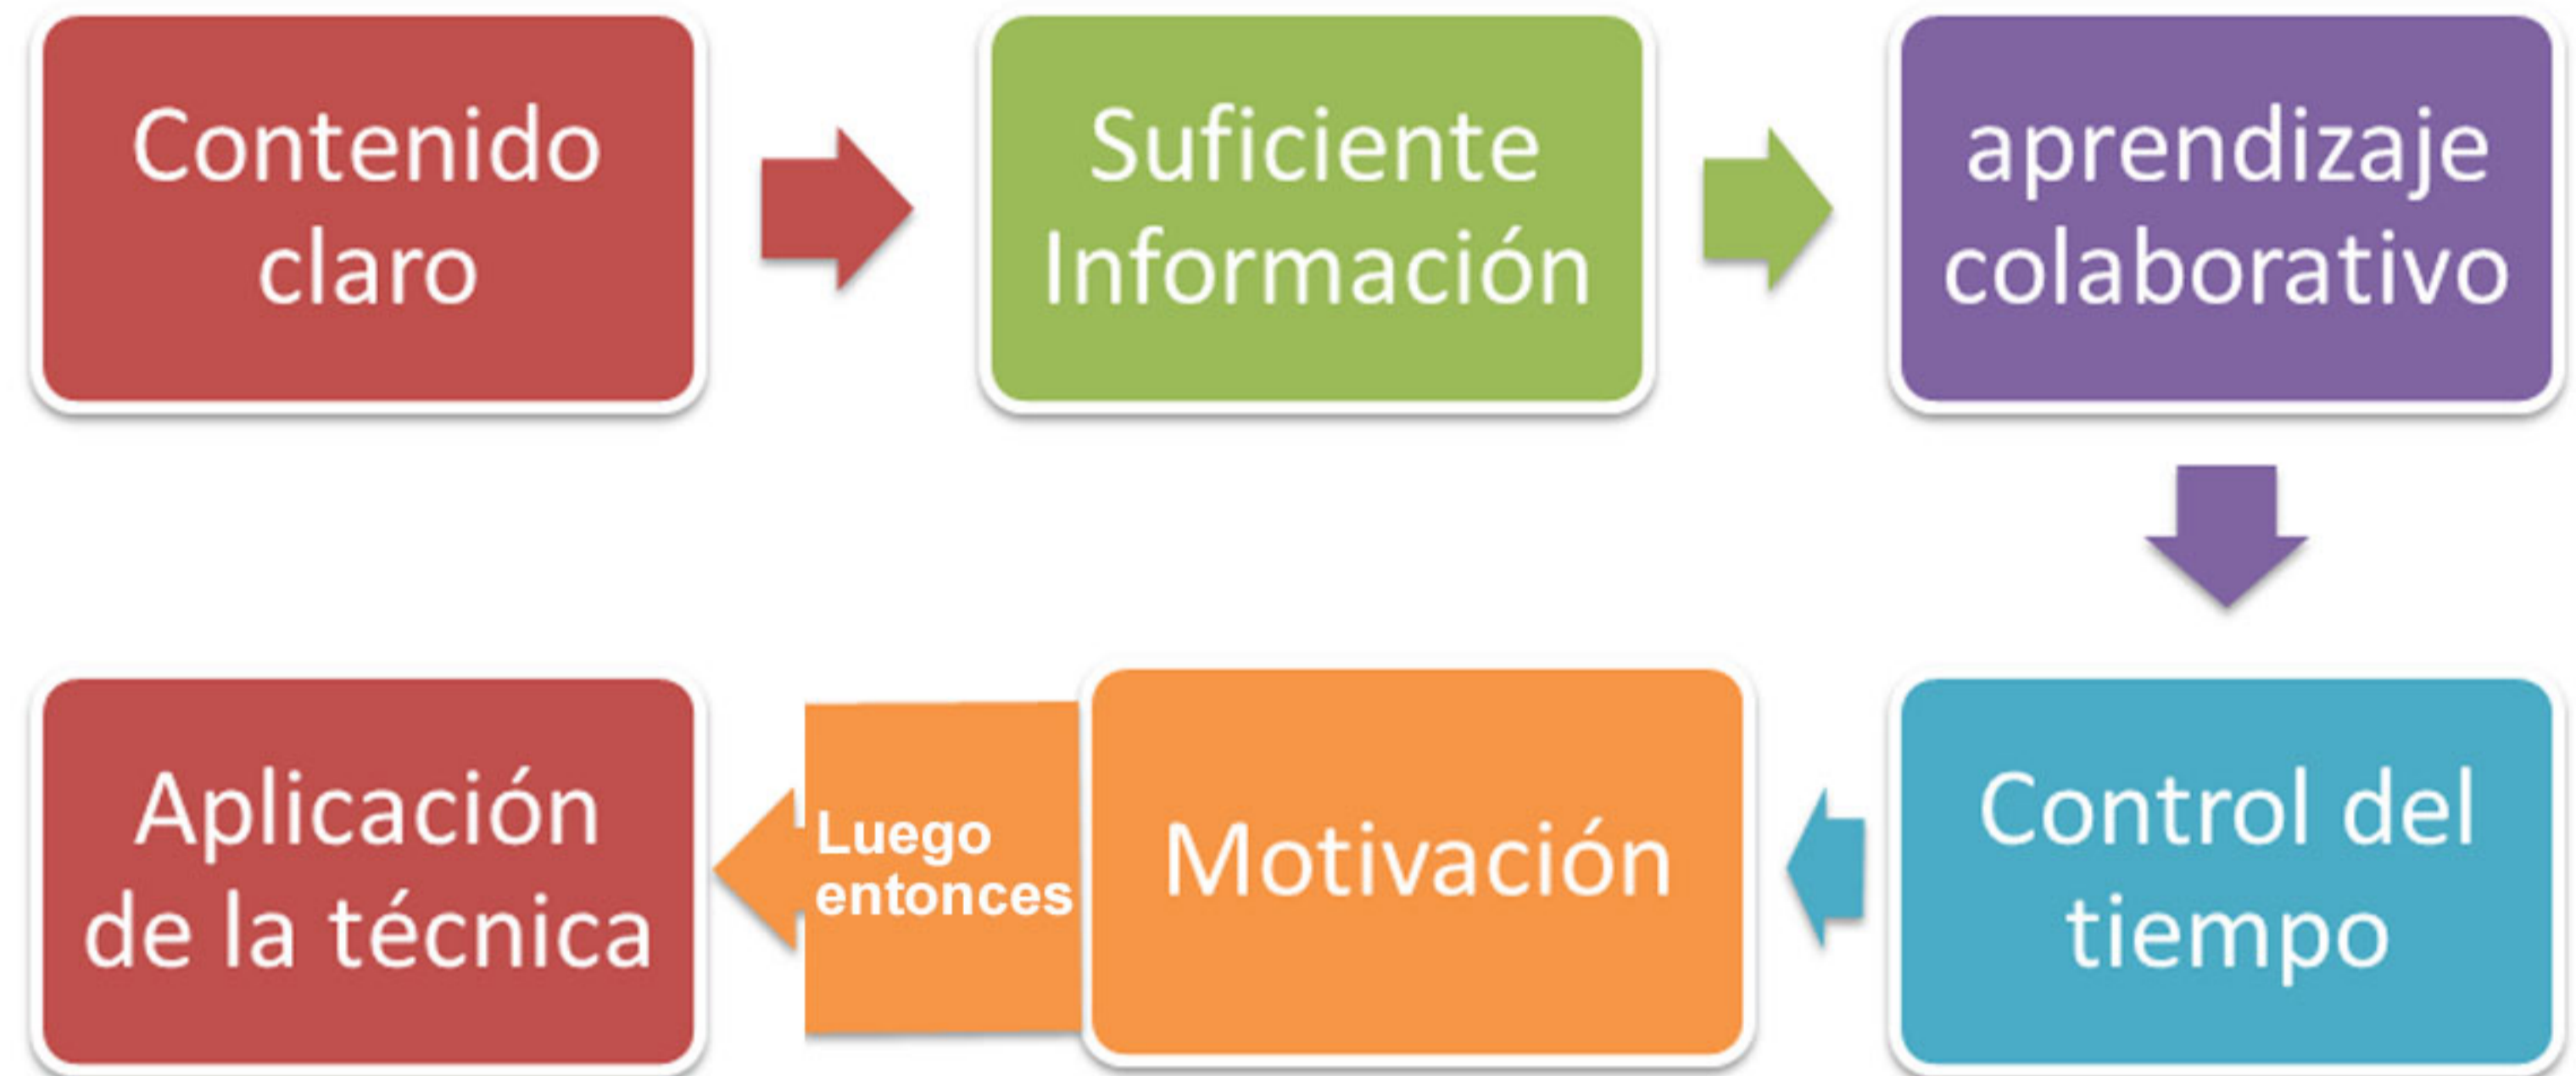 Contenido
claro
Suficiente
Información
aprendizaje
colaborativo
Control del
tiempo
Motivación
Luego
entonces
Aplicación
de la técnica